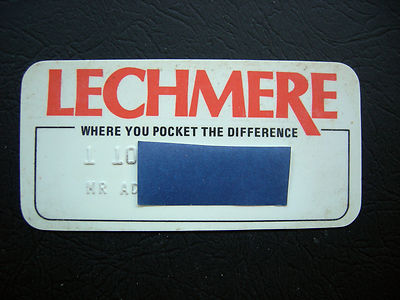 LECHMERE
WHERE YOU POCKET THE DIFFERENCE
1 10
MR AD